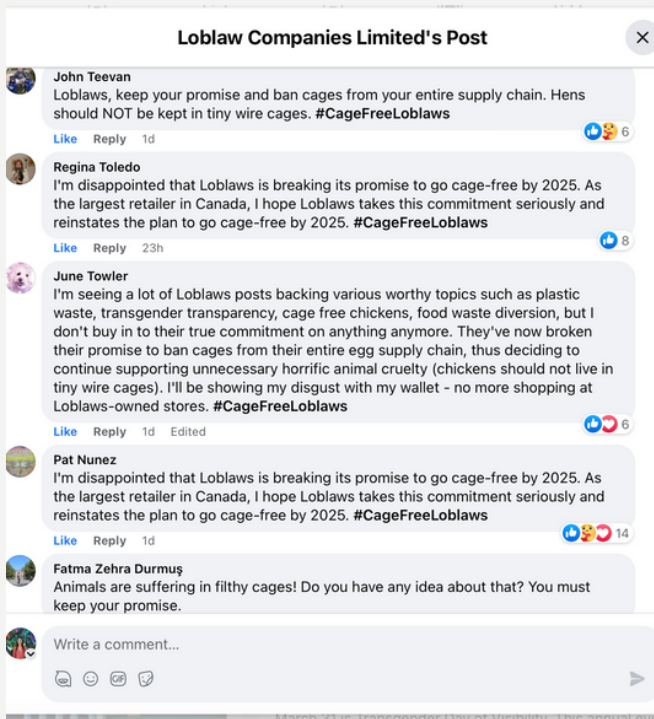 Loblaw Companies Limited's Post
John Teevan
Loblaws, keep your promise and ban cages from your entire supply chain. Hens
should NOT be kept in tiny wire cages. #CageFreeLoblaws
Like Reply 1d 6
Regina Toledo
I'm disappointed that Loblaws is breaking its promise to go cage-free by 2025. As
the largest retailer in Canada, I hope Loblaws takes this commitment seriously and
reinstates the plan to go cage-free by 2025. #CageFreeLoblaws
Like Reply 23h 8
June Towler
I'm seeing a lot of Loblaws posts backing various worthy topics such as plastic
waste, transgender transparency, cage free chickens, food waste diversion, but I
don't buy in to their true commitment on anything anymore. They've now broken
their promise to ban cages from their entire egg supply chain, thus deciding to
continue supporting unnecessary horrific animal cruelty (chickens should not live in
tiny wire cages). I'll be showing my disgust with my wallet - no more shopping at
Loblaws-owned stores. #CageFreeLoblaws
Like Reply 1d Edited 6
Pat Nunez
I'm disappointed that Loblaws is breaking its promise to go cage-free by 2025. As
the largest retailer in Canada, I hope Loblaws takes this commitment seriously and
reinstates the plan to go cage-free by 2025. #CageFreeLoblaws
Like Reply 1d 14
Fatma Zehra Durmuş
Animals are suffering in filthy cages! Do you have any idea about that? You must
keep your promise.
Write a comment...
GIF
March 31 is Transgender Day of Visibility. This annual